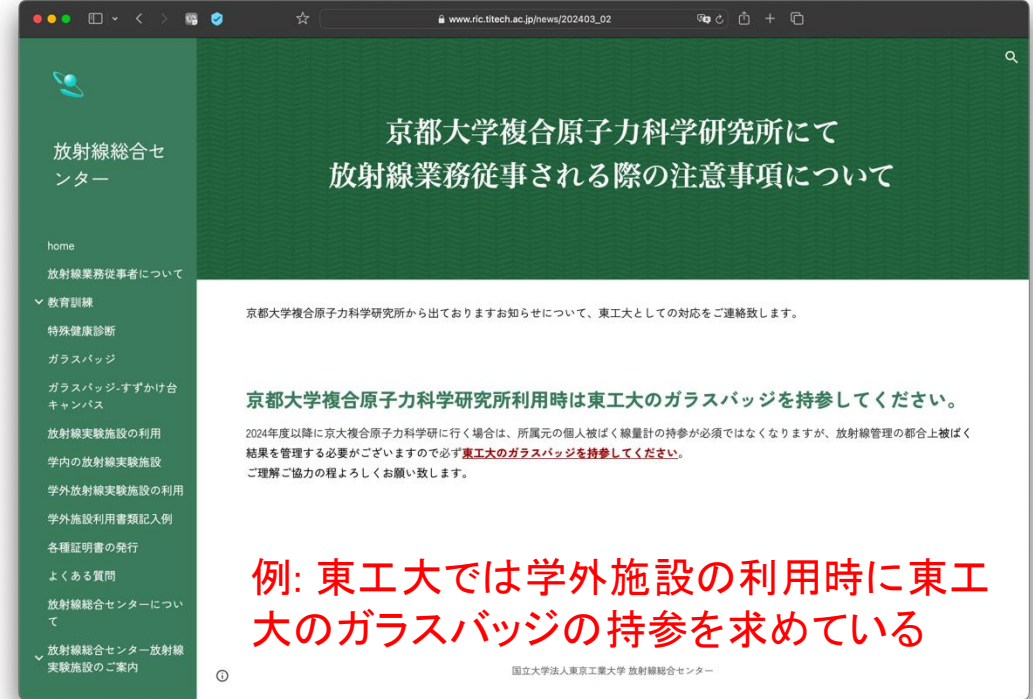 www.ric.titech.ac.jp/news/202403_02
放射線総合セ
ンター
home
放射線業務従事者について
教育訓練
特殊健康診断
ガラスバッジ
ガラスバッジ-すずかけ台
キャンパス
放射線実験施設の利用
学内の放射線実験施設
学外放射線実験施設の利用
学外施設利用書類記入例
各種証明書の発行
よくある質問
放射線総合センターについ
て
放射線総合センター放射線
実験施設のご案内
京都大学複合原子力科学研究所にて
放射線業務従事される際の注意事項について
京都大学複合原子力科学研究所から出ておりますお知らせについて、東工大としての対応をご連絡致します。
京都大学複合原子力科学研究所利用時は東工大のガラスバッジを持参してください。
2024年度以降に京大複合原子力科学研に行く場合は、所属元の個人被ばく線量計の持参が必須ではなくなりますが、放射線管理の都合上被ばく
結果を管理する必要がございますので必ず東工大のガラスバッジを持参してください。
ご理解ご協力の程よろしくお願い致します。
例: 東工大では学外施設の利用時に東工
大のガラスバッジの持参を求めている
国立大学法人東京工業大学 放射線総合センター